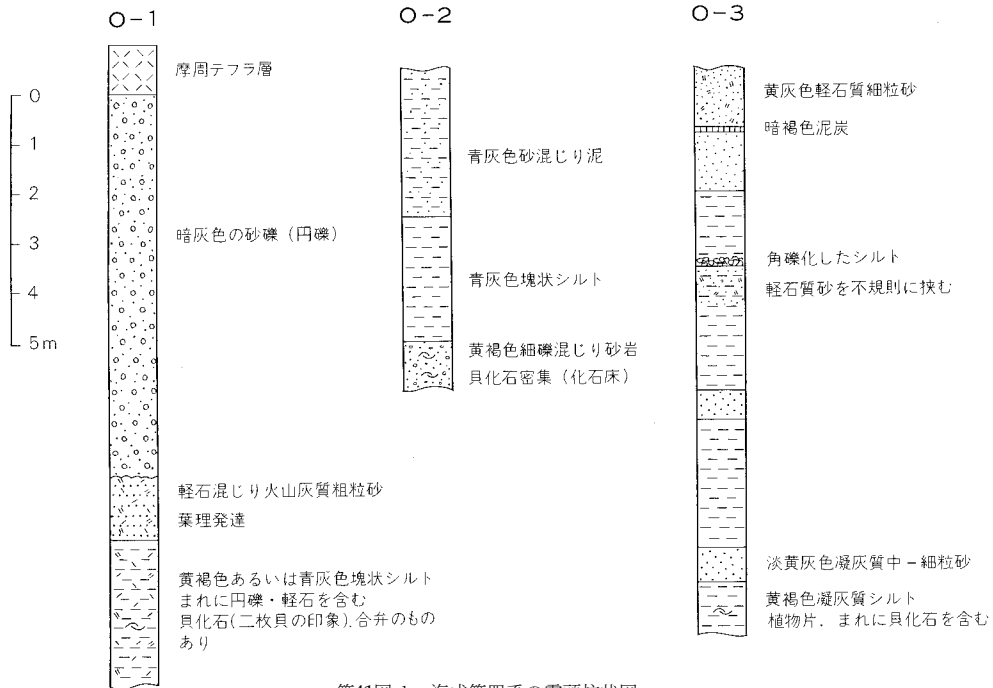 O-1
摩周テフラ層
暗灰色の砂礫（円礫）
軽石混じり火山灰質粗粒砂
葉理発達
黄褐色あるいは青灰色塊状シルト
まれに円礫・軽石を含む
貝化石(二枚貝の印象).合弁のもの
あり
0
1
2
3
4
5m
O-2
青灰色砂混じり泥
青灰色塊状シルト
黄褐色細礫混じり砂岩
貝化石密集（化石床）
O-3
黄灰色軽石質細粒砂
暗褐色泥炭
角礫化したシルト
軽石質砂を不規則に挟む
淡黄灰色凝灰質中－細粒砂
黄褐色凝灰質シルト
植物片．まれに貝化石を含む